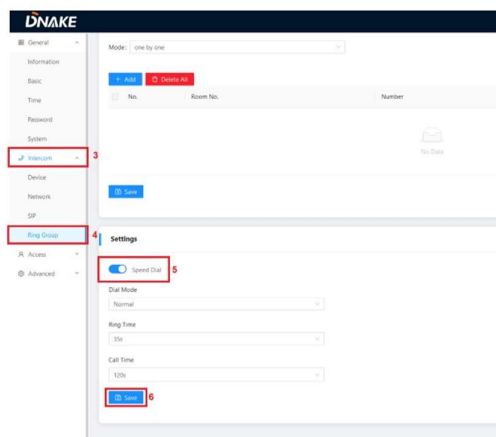 DNAKE
General
Information
Basic
Time
Password
System
Intercom 3
Device
Network
SIP
Ring Group 4
Access
Advanced
Mode: one by one
+ Add Delete All
No. Room No. Number
No Data
Save
Settings
Speed Dial 5
Dial Mode
Normal
Ring Time
35s
Call Time
120s
Save 6